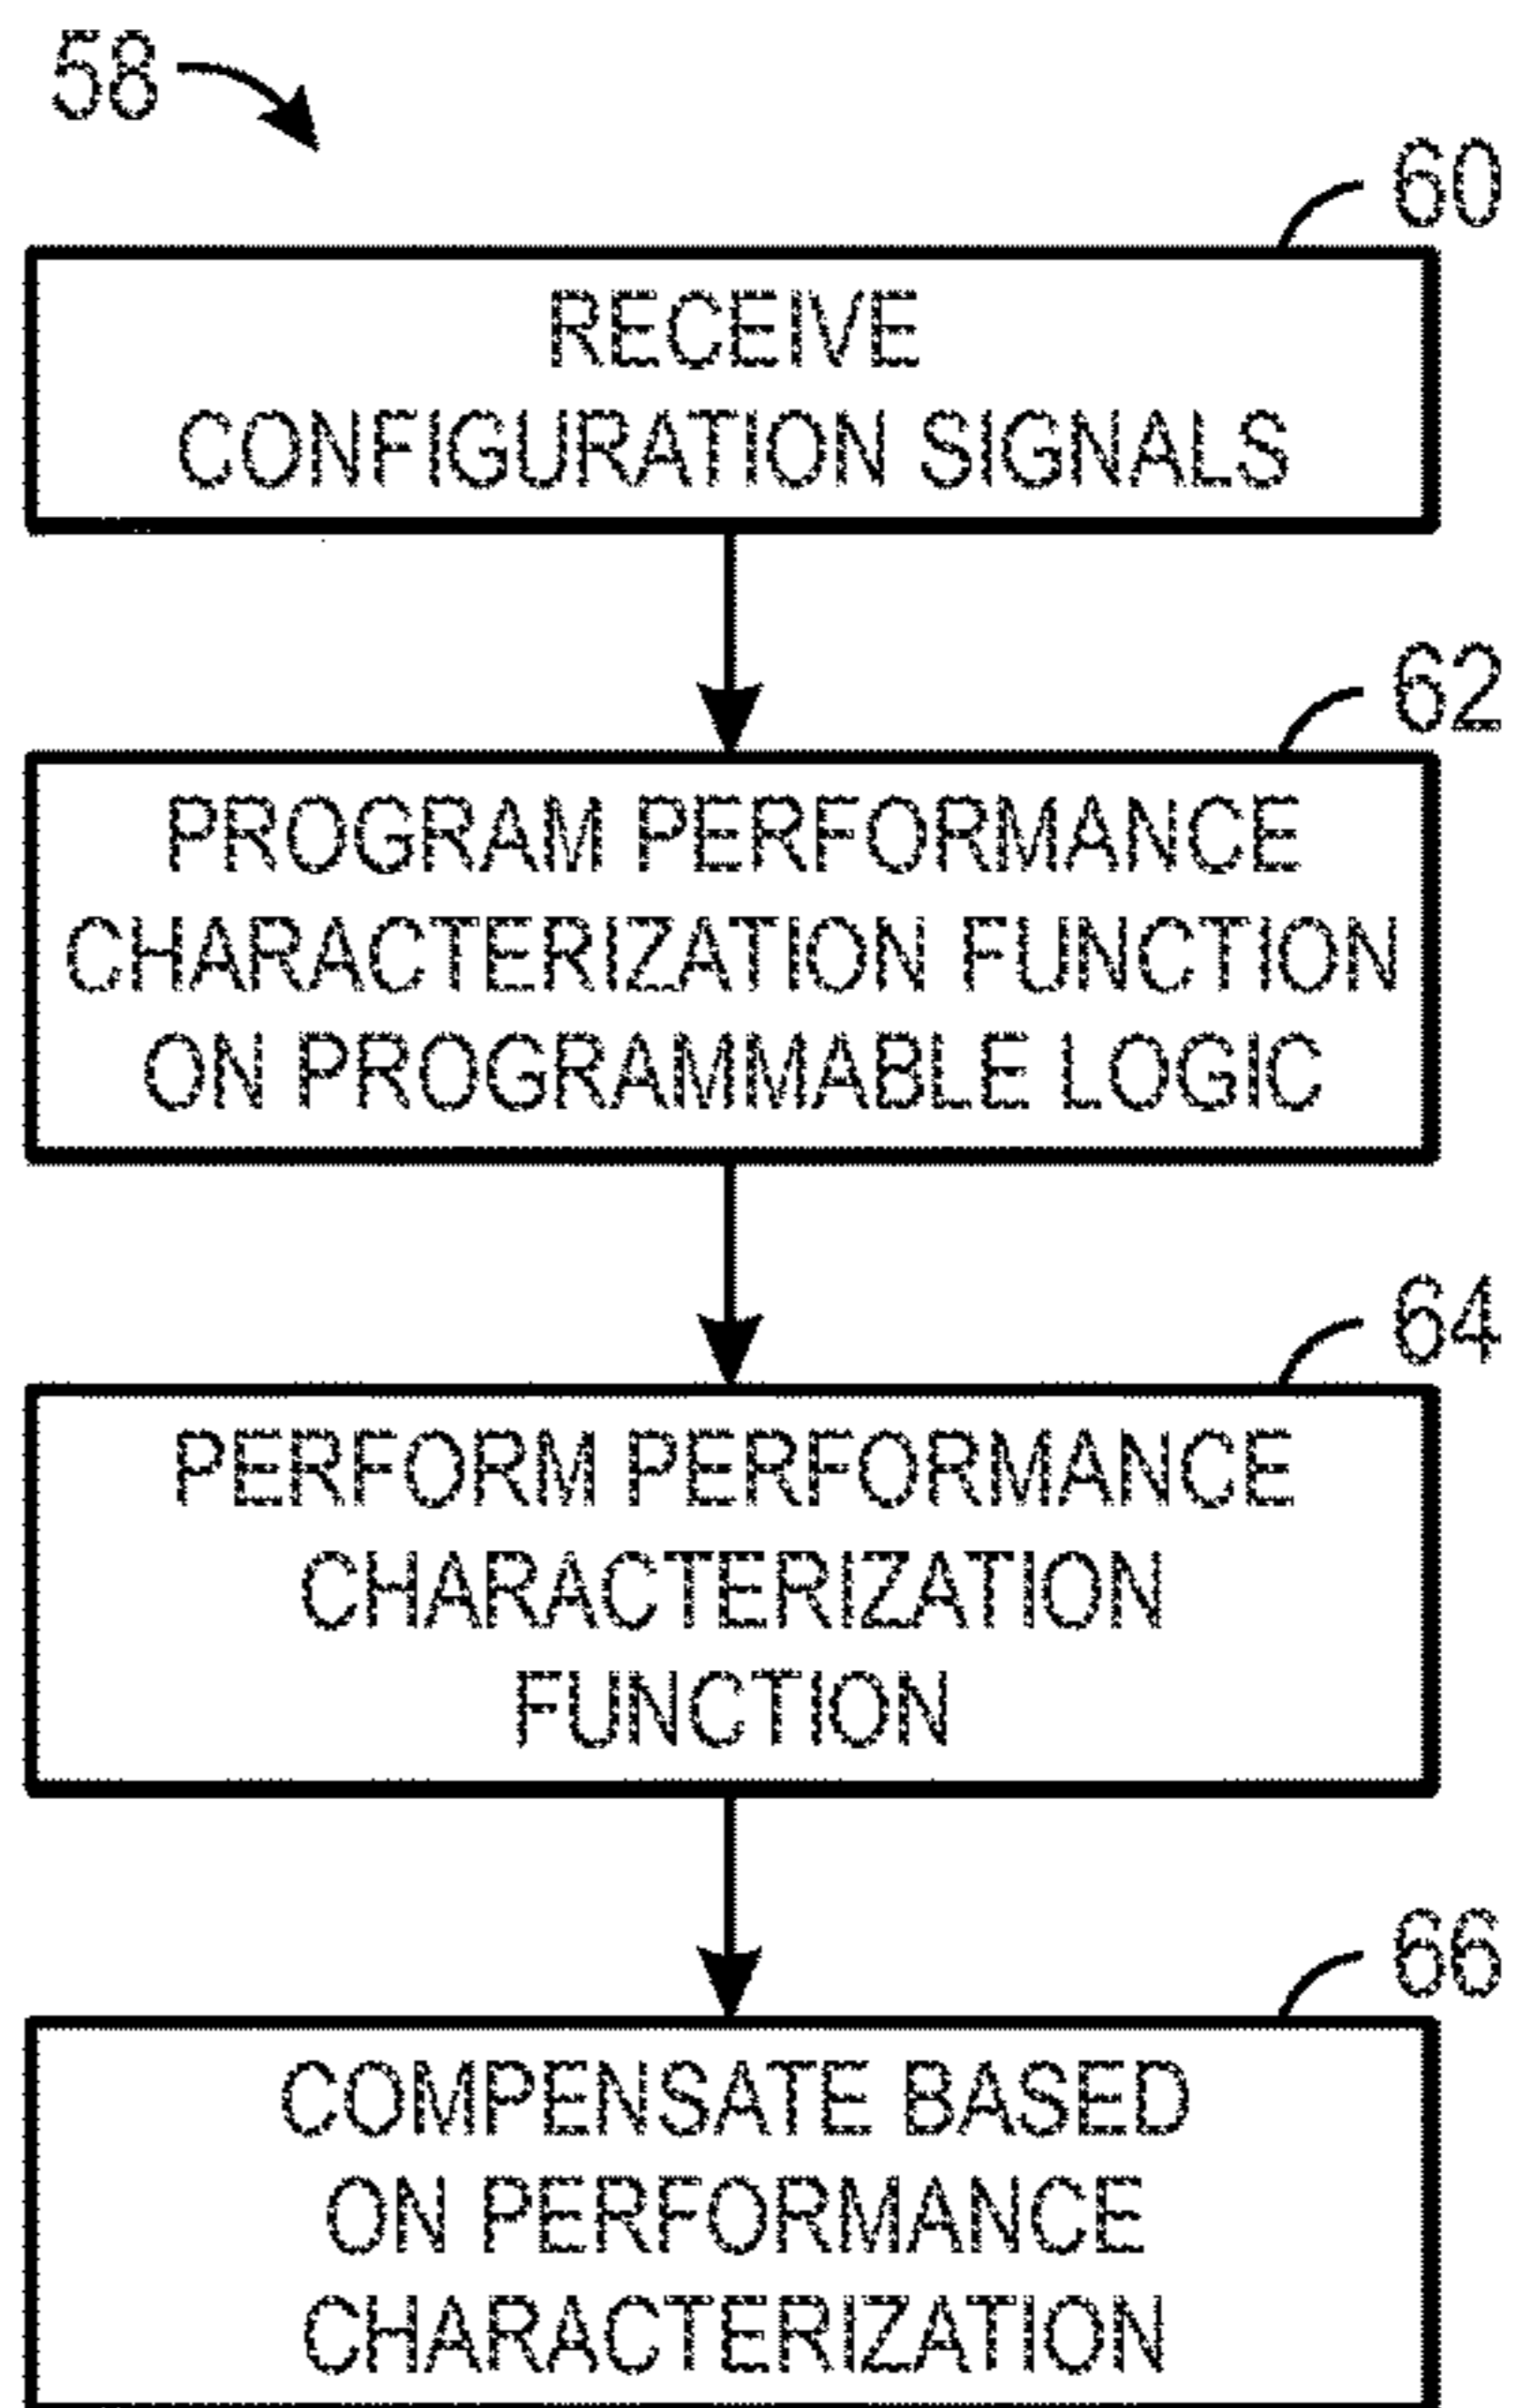 58
60
RECEIVE
CONFIGURATION SIGNALS
62
PROGRAM PERFORMANCE
CHARACTERIZATION FUNCTION
ON PROGRAMMABLE LOGIC
64
PERFORM PERFORMANCE
CHARACTERIZATION
FUNCTION
66
COMPENSATE BASED
ON PERFORMANCE
CHARACTERIZATION